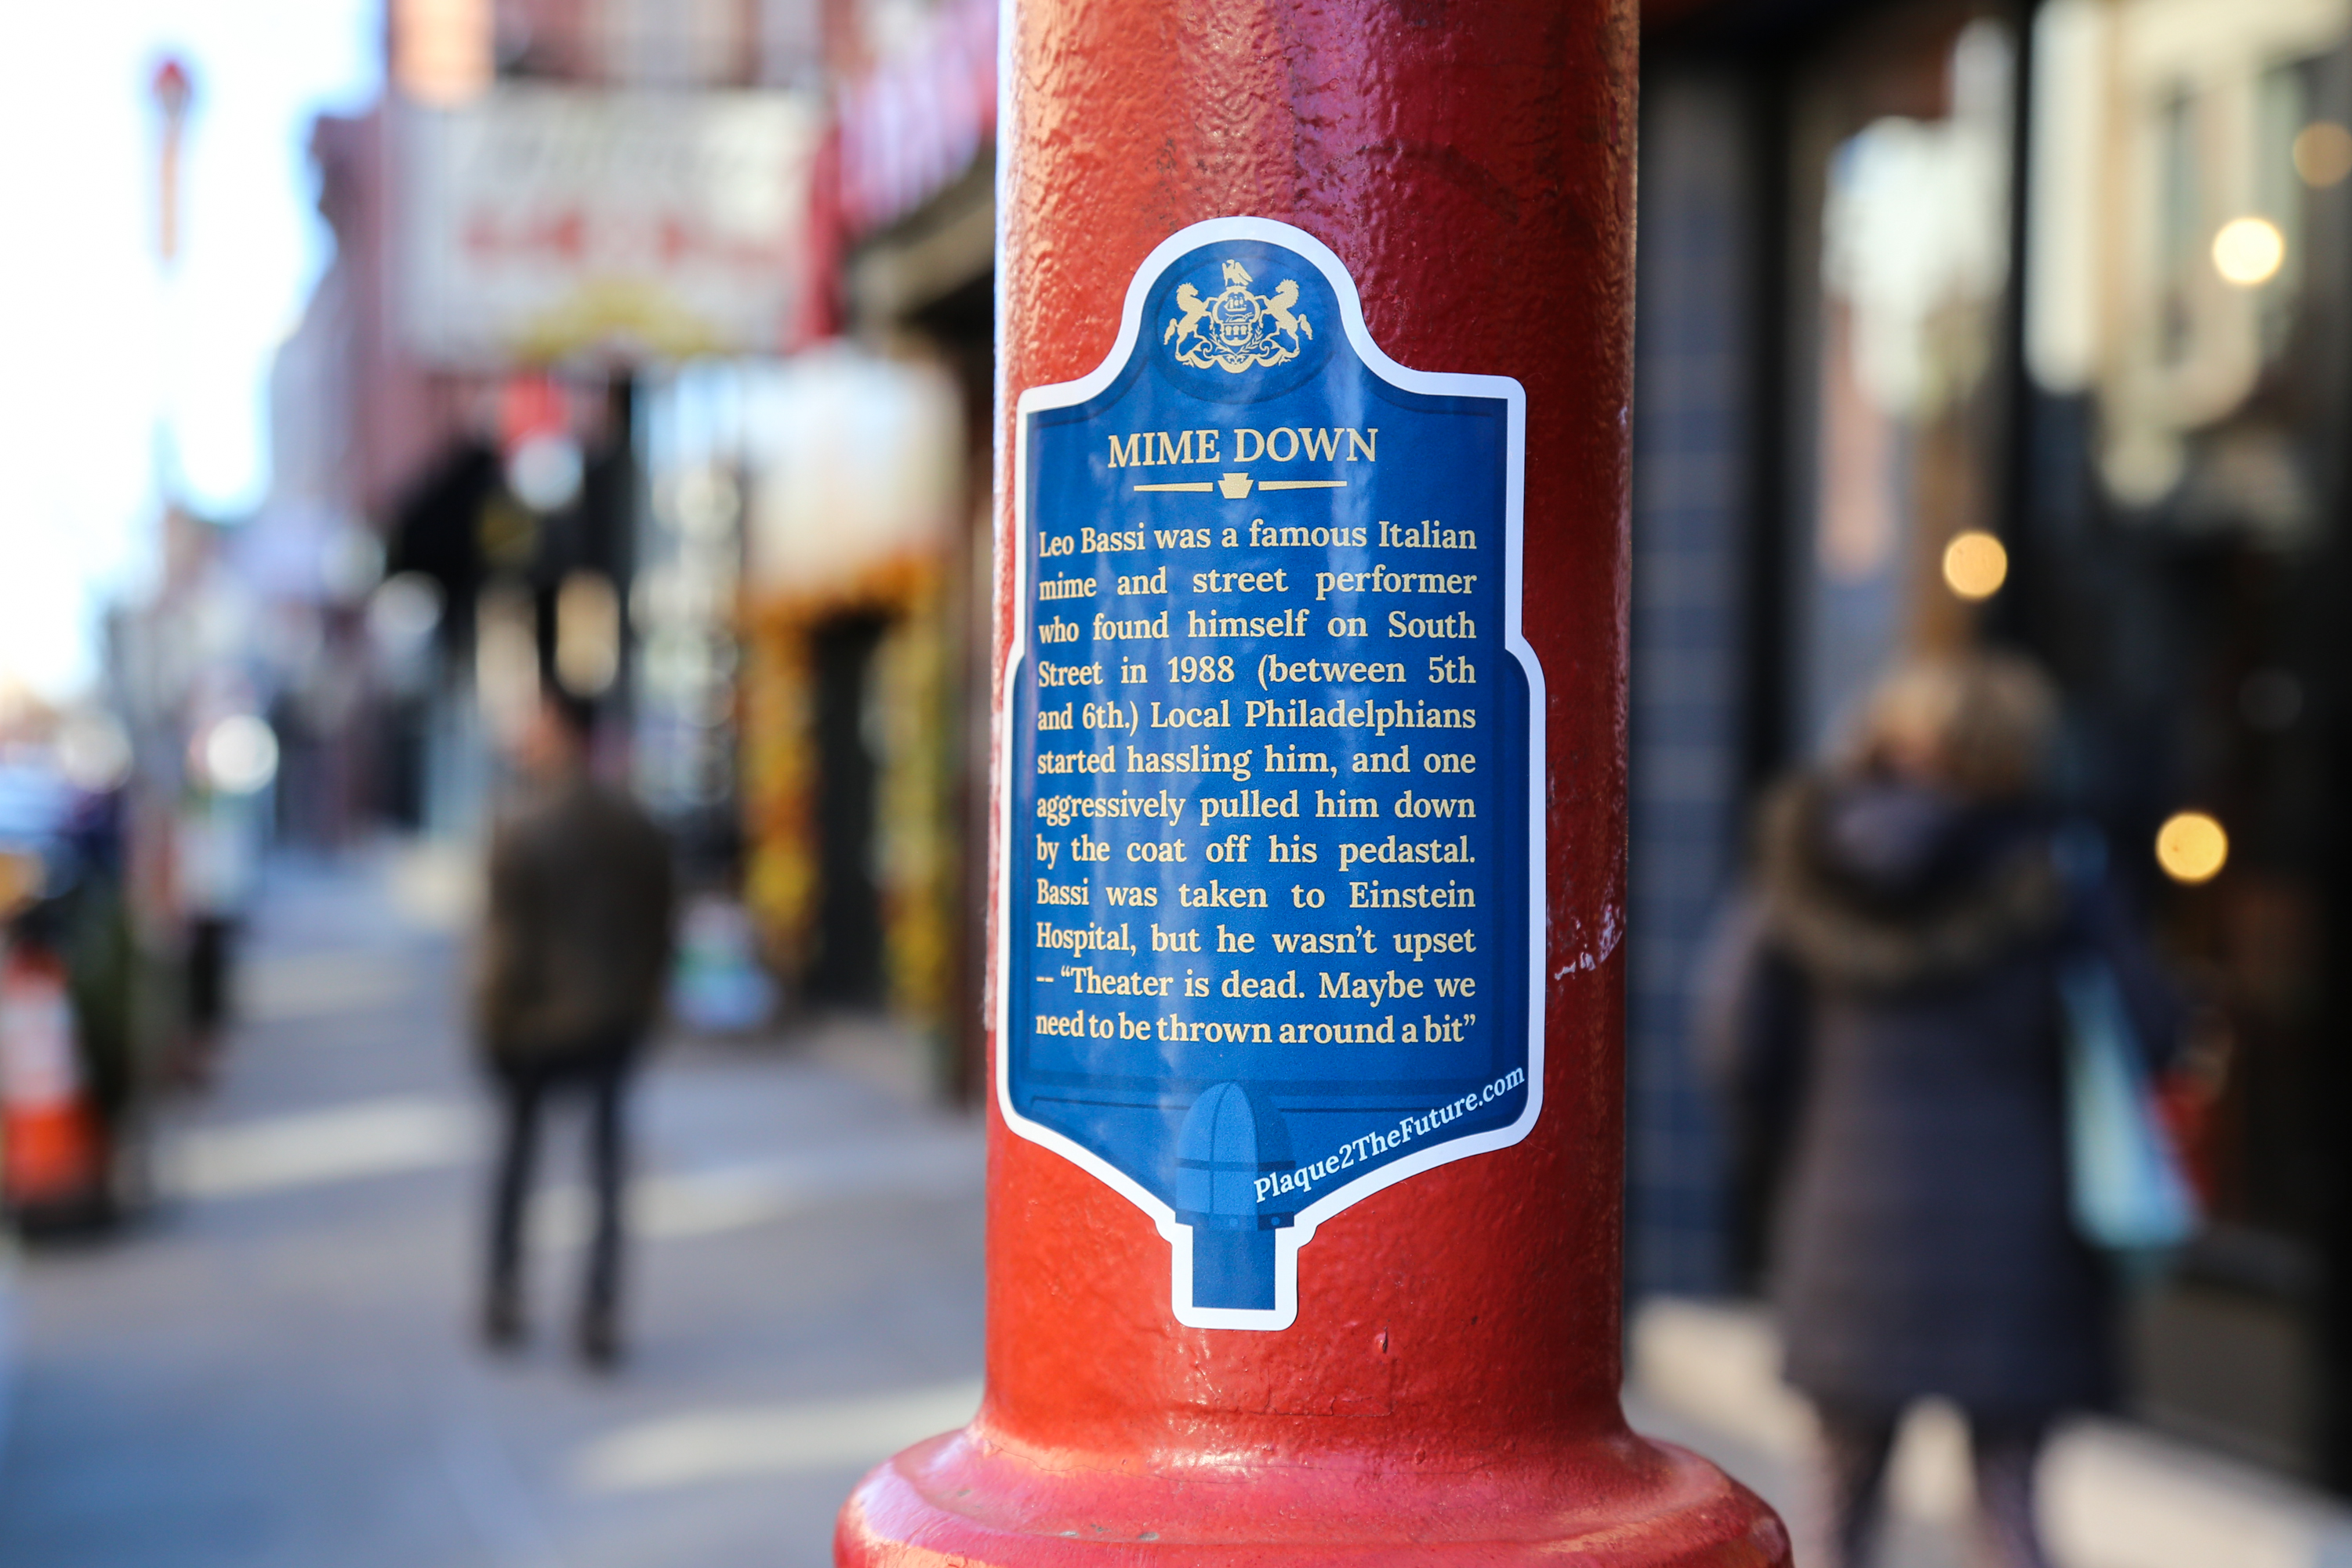 MIME DOWN
Leo Bassi was a famous Italian
mime and street performer
who found himself on South
Street in 1988 (between 5th
and 6th.) Local Philadelphians
started hassling him, and one
aggressively pulled him down
by the coat off his pedastal.
Bassi was taken to Einstein
Hospital, but he wasn’t upset
-- “Theater is dead. Maybe we
need to be thrown around a bit”
Plaque2TheFuture.com